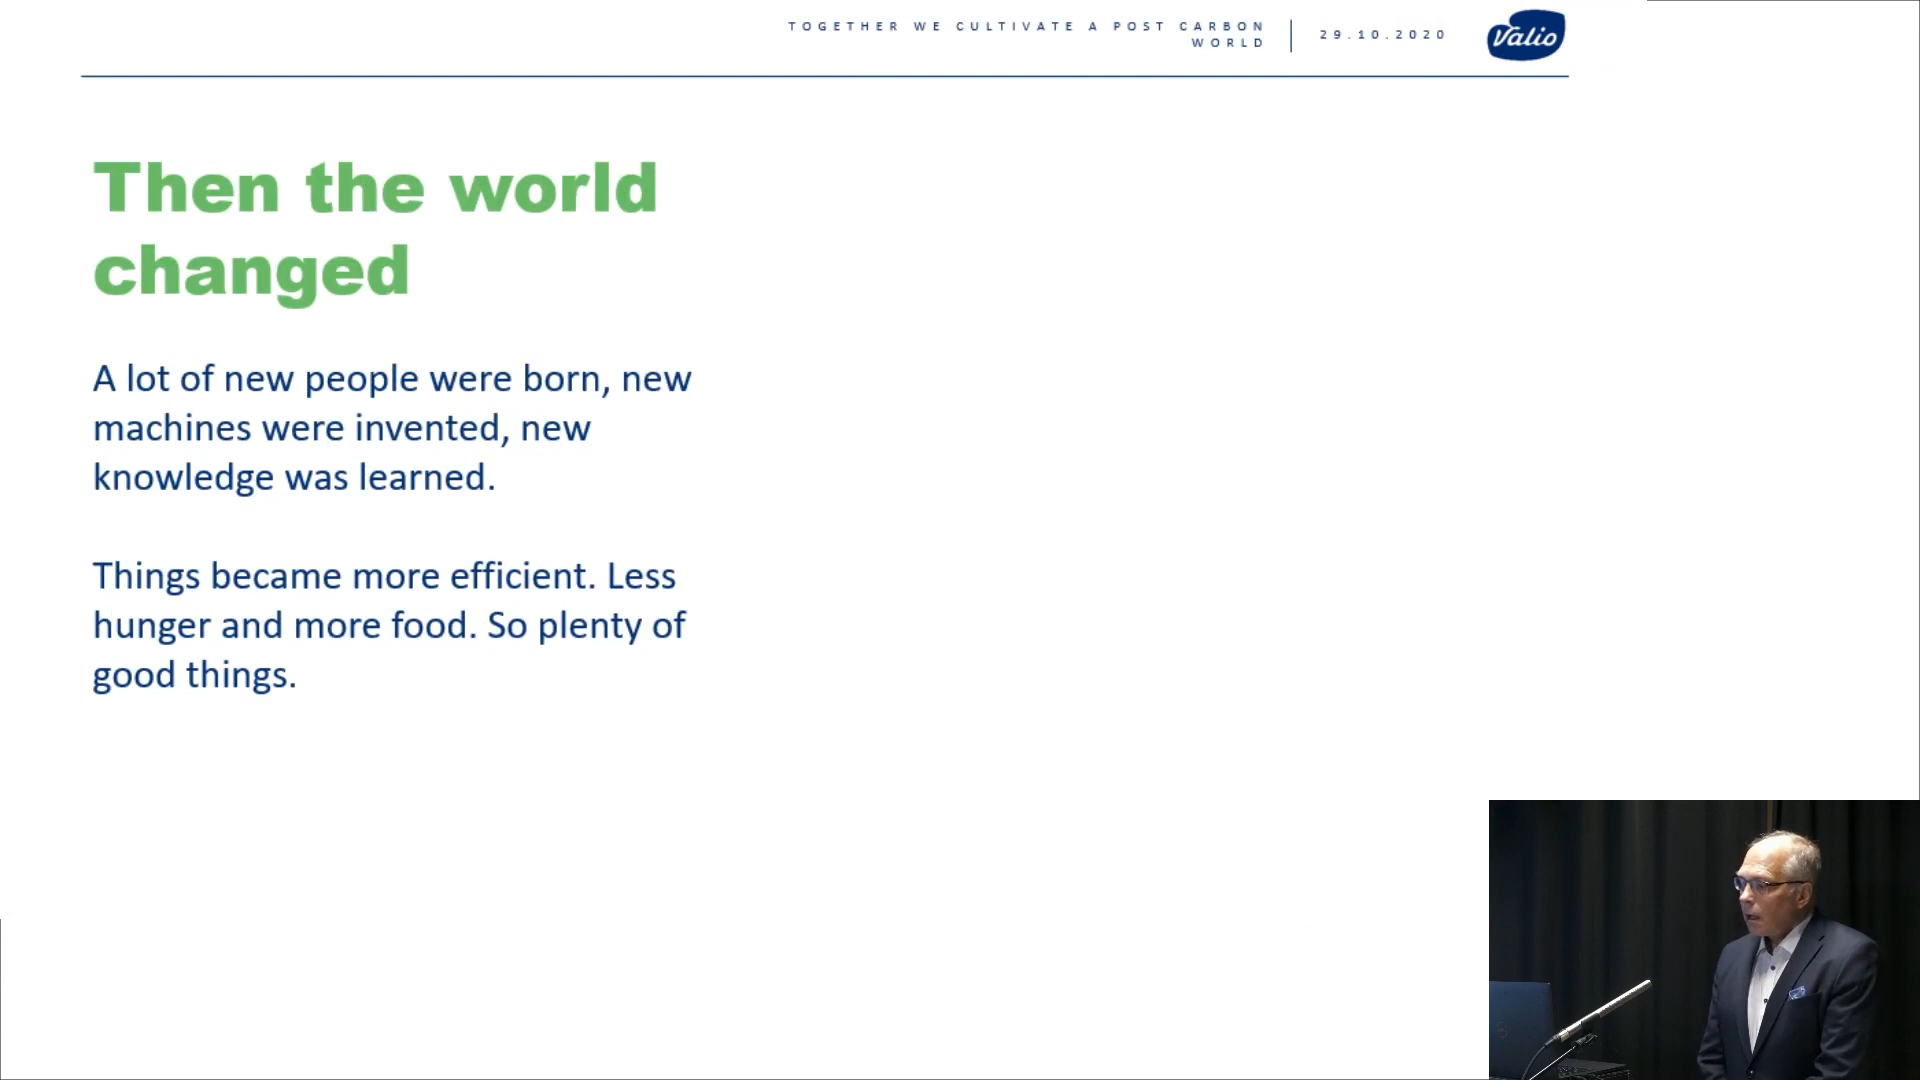 TOGETHER WE CULTIVATE A POST CARBON
WORLD
29.10.2020
Valio
Then the world
changed
A lot of new people were born, new
machines were invented, new
knowledge was learned.
Things became more efficient. Less
hunger and more food. So plenty of
good things.